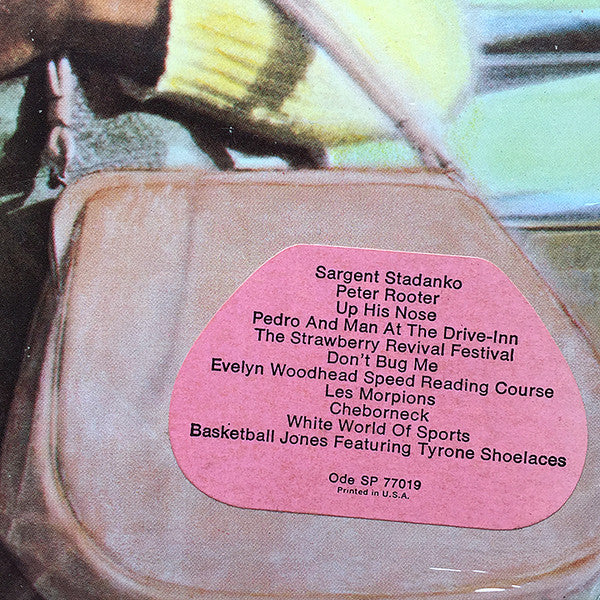 Sargent Stadanko
Peter Rooter
Up His Nose
Pedro And Man At The Drive-Inn
The Strawberry Revival Festival
Don't Bug Me
Evelyn Woodhead Speed Reading Course
Les Morpions
Cheborneck
White World Of Sports
Basketball Jones Featuring Tyrone Shoelaces
Ode SP 77019
Printed in U.S.A.